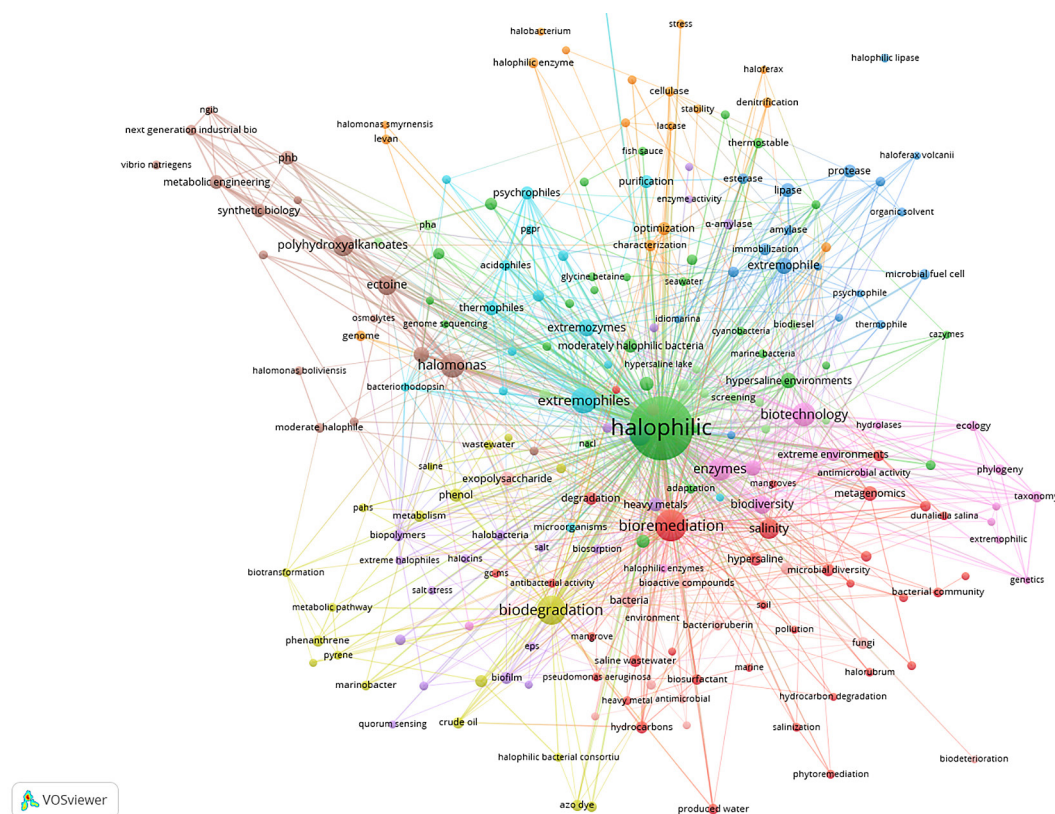 stress
halobacterium
halophilic lipase
halophilic enzyme
haloferax
cellulase
stability
denitrification
ngib
next generation industrial bio
halomonas smyrnensis
levan
laccase
thermostable
fish sauce
haloferax volcanii
vibrio natriegens
phb
metabolic engineering
psychrophiles
purification
esterase
lipase
protease
enzyme activity
synthetic biology
pha
pgpr
optimization
α-amylase
amylase
organic solvent
polyhydroxyalkanoates
characterization
immobilization
acidophiles
extremophile
microbial fuel cell
ectoine
glycine betaine
seawater
psychrophile
thermophiles
osmolytes
genome sequencing
genome
extremozymes
idiomarina
cyanobacteria
biodiesel
thermophile
cazymes
moderately halophilic bacteria
marine bacteria
halomonas
hypersaline lake
halomonas boliviensis
bacteriorhodopsin
hypersaline environments
extremophiles
screening
biotechnology
moderate halophile
halophilic
hydrolases
ecology
wastewater
nacl
extreme environments
saline
enzymes
antimicrobial activity
phylogeny
exopolysaccharide
mangroves
adaptation
metagenomics
taxonomy
phenol
degradation
heavy metals
biodiversity
pahs
metabolism
dunaliella salina
microorganisms
bioremediation
salinity
biopolymers
halobacteria
extremophilic
salt
biosorption
extreme halophiles
halocins
hypersaline
biotransformation
gc-ms
halophilic enzymes
microbial diversity
antibacterial activity
bioactive compounds
genetics
salt stress
bacterial community
metabolic pathway
biodegradation
bacteria
soil
environment
bacterioruberin
pollution
phenanthrene
mangrove
eps
fungi
pyrene
saline wastewater
marine
halorubrum
marinobacter
biofilm
pseudomonas aeruginosa
biosurfactant
heavy metal
antimicrobial
hydrocarbon degradation
quorum sensing
crude oil
hydrocarbons
salinization
halophilic bacterial consortiu
biodeterioration
phytoremediation
azo dye
produced water
VOSviewer